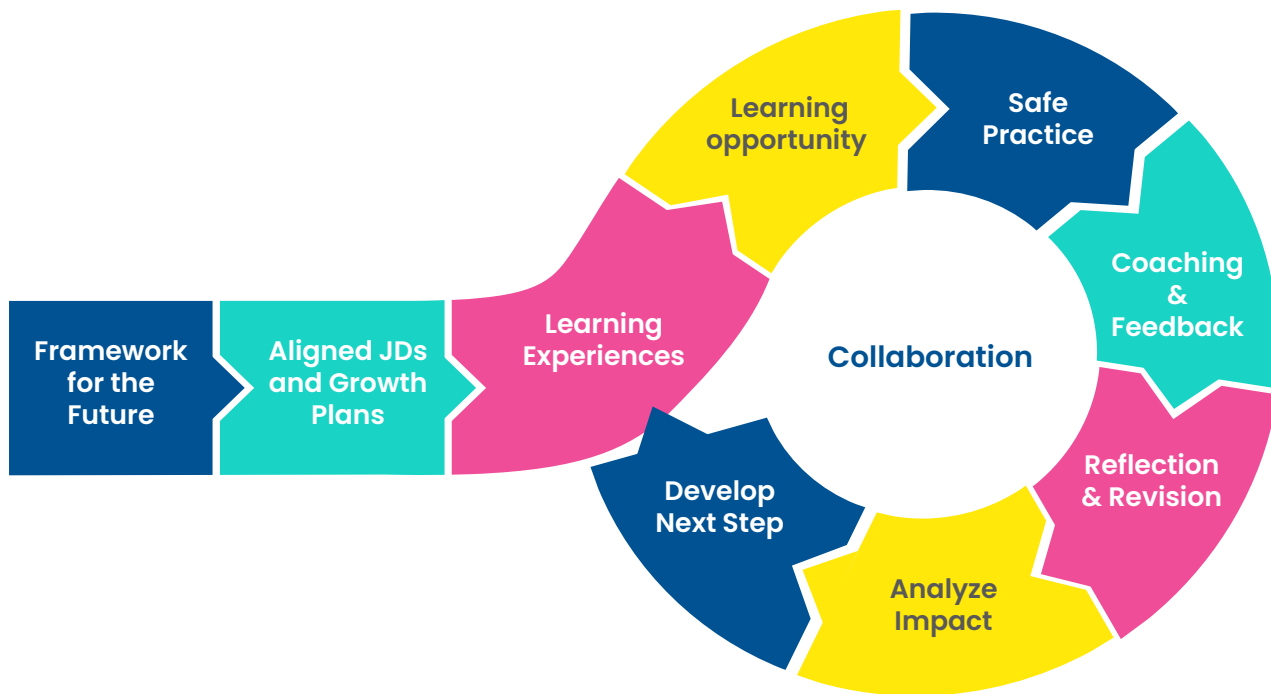 Framework
for the
Future
Aligned JDs
and Growth
Plans
Learning
Experiences
Learning
opportunity
Safe
Practice
Coaching
&
Feedback
Reflection
& Revision
Analyze
Impact
Develop
Next Step
Collaboration